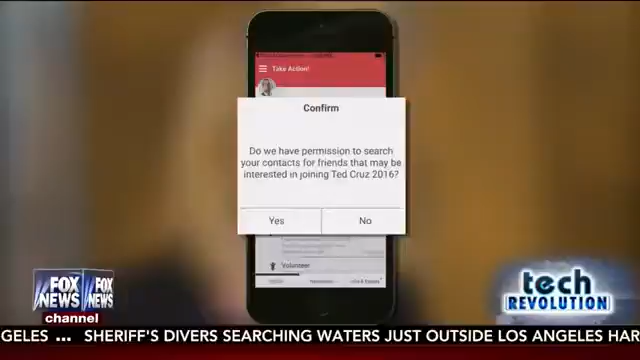 Take Action!
Confirm
Do we have permission to search
your contacts for friends that may be
interested in joining Ted Cruz 2016?
Yes No
Volunteer
FOX NEWS FOX NEWS
channel
tech
REVOLUTION
GELES ... SHERIFF'S DIVERS SEARCHING WATERS JUST OUTSIDE LOS ANGELES HAR